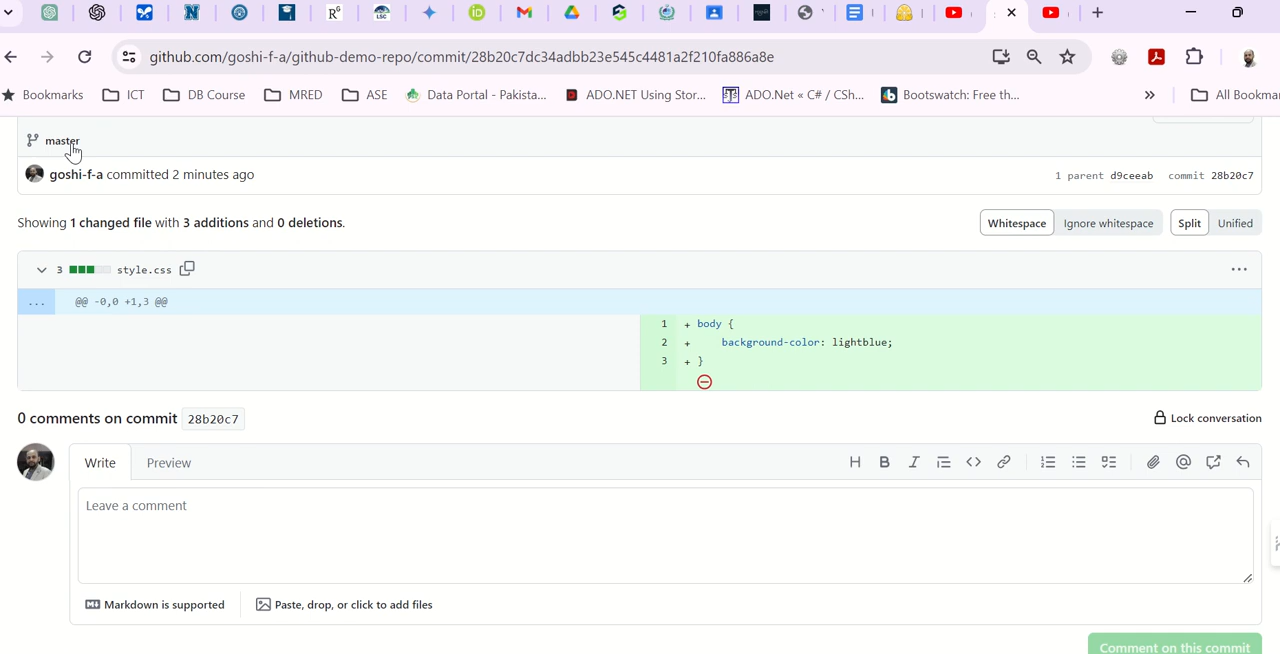 github.com/goshi-f-a/github-demo-repo/commit/28b20c7dc34adbb23e545c4481a2f210fa886a8e
Bookmarks ICT DB Course MRED ASE Data Portal - Pakista... ADO.NET Using Stor... ADO.Net « C# / CSh... Bootswatch: Free th... » All Bookmar
master
goshi-f-a committed 2 minutes ago 1 parent d9ceeab commit 28b20c7
Showing 1 changed file with 3 additions and 0 deletions. Whitespace Ignore whitespace Split Unified
3 style.css
@@ -0,0 +1,3 @@
1 + body {
2 + background-color: lightblue;
3 + }
0 comments on commit 28b20c7 Lock conversation
Write Preview
Leave a comment
Markdown is supported Paste, drop, or click to add files
Comment on this commit